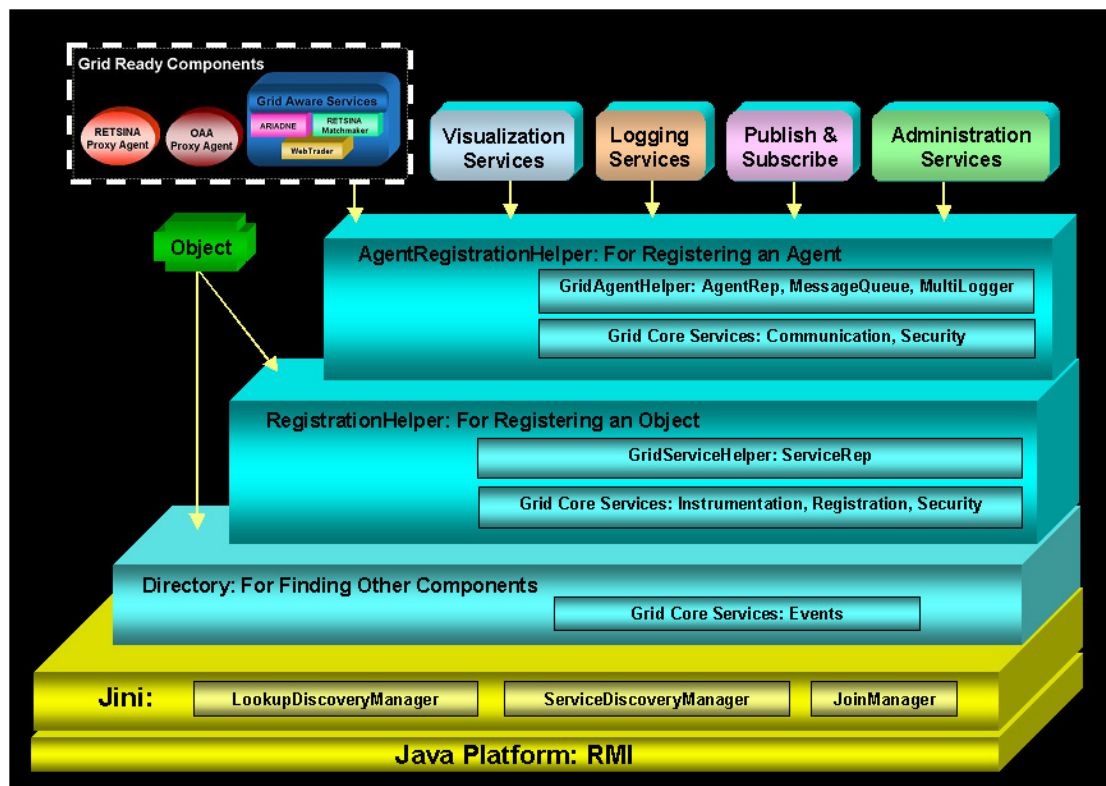 Grid Ready Components
RETSINA
Proxy Agent
OAA
Proxy Agent
Grid Aware Services
ARIADNE
RETSINA
Matchmaker
WebTrader
Visualization
Services
Logging
Services
Publish &
Subscribe
Administration
Services
Object
AgentRegistrationHelper: For Registering an Agent
GridAgentHelper: AgentRep, MessageQueue, MultiLogger
Grid Core Services: Communication, Security
RegistrationHelper: For Registering an Object
GridServiceHelper: ServiceRep
Grid Core Services: Instrumentation, Registration, Security
Directory: For Finding Other Components
Grid Core Services: Events
Jini:
LookupDiscoveryManager
ServiceDiscoveryManager
JoinManager
Java Platform: RMI